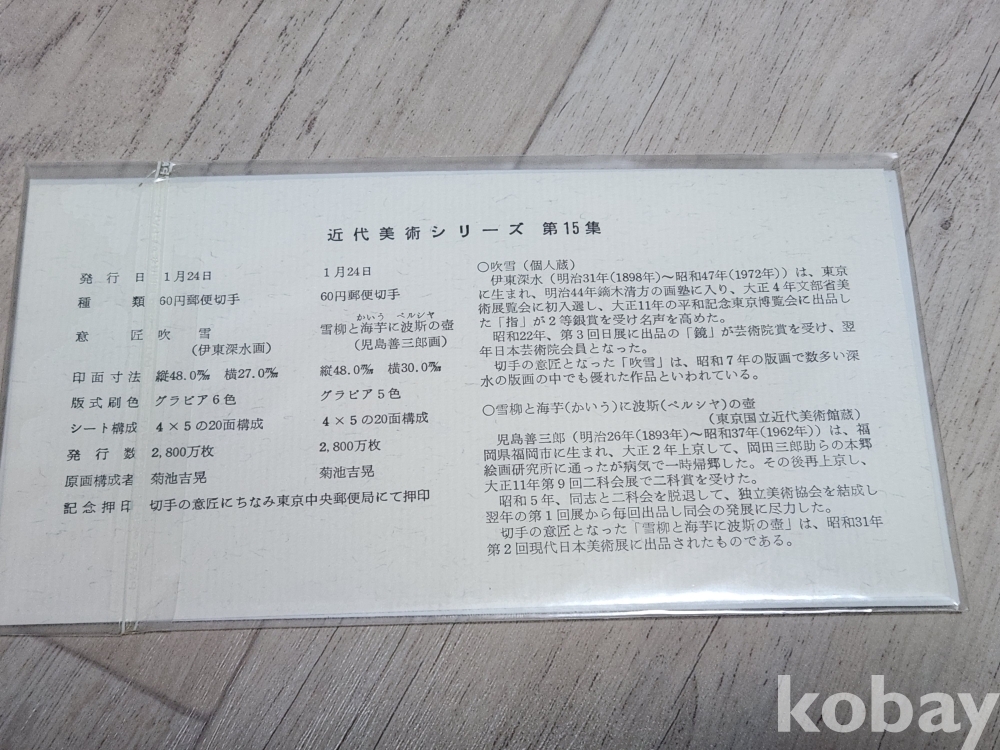 近代美術シリーズ 第15集
発行日 1月24日 1月24日
種類 60円郵便切手 60円郵便切手
かいう ペルシヤ
意匠 吹雪 雪柳と海芋に波斯の壺
(伊東深水画) (児島善三郎画)
印面寸法 縦48.0㎜ 横27.0㎜ 縦48.0㎜ 横30.0㎜
版式刷色 グラビア6色 グラビア5色
シート構成 4×5の20面構成 4×5の20面構成
発行数 2,800万枚 2,800万枚
原画構成者 菊池吉晃 菊池吉晃
記念押印 切手の意匠にちなみ東京中央郵便局にて押印
○吹雪(個人蔵)
伊東深水(明治31年(1898年)〜昭和47年(1972年))は、東京
に生まれ、明治44年鏑木清方の画塾に入り、大正4年文部省美
術展覧会に初入選し、大正11年の平和記念東京博覧会に出品し
た「指」が2等銀賞を受け名声を高めた。
昭和22年、第3回日展に出品の「鏡」が芸術院賞を受け、翌
年日本芸術院会員となった。
切手の意匠となった「吹雪」は、昭和7年の版画で数多い深
水の版画の中でも優れた作品といわれている。
○雪柳と海芋(かいう)に波斯(ペルシヤ)の壺
(東京国立近代美術館蔵)
児島善三郎(明治26年(1893年)〜昭和37年(1962年))は、福
岡県福岡市に生まれ、大正2年上京して、岡田三郎助らの本郷
絵画研究所に通ったが病気で一時帰郷した。その後再上京し、
大正11年第9回二科会展で二科賞を受けた。
昭和5年、同志と二科会を脱退して、独立美術協会を結成し
翌年の第1回展から毎回出品し同会の発展に尽力した。
切手の意匠となった「雪柳と海芋に波斯の壺」は、昭和31年
第2回現代日本美術展に出品されたものである。
kobay